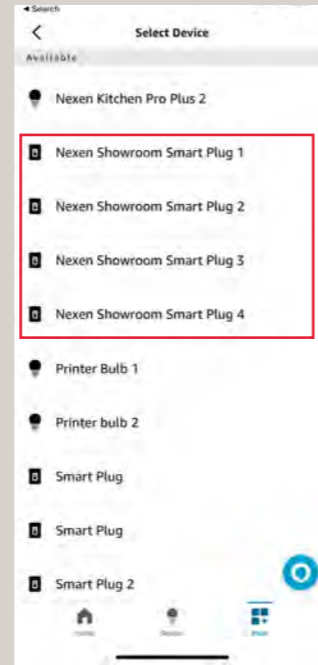 Search
Select Device
Available
Nexen Kitchen Pro Plus 2
Nexen Showroom Smart Plug 1
Nexen Showroom Smart Plug 2
Nexen Showroom Smart Plug 3
Nexen Showroom Smart Plug 4
Printer Bulb 1
Printer bulb 2
Smart Plug
Smart Plug
Smart Plug 2